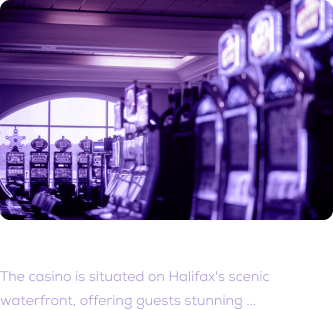 The casino is situated on Halifax's scenic
waterfront, offering guests stunning ...